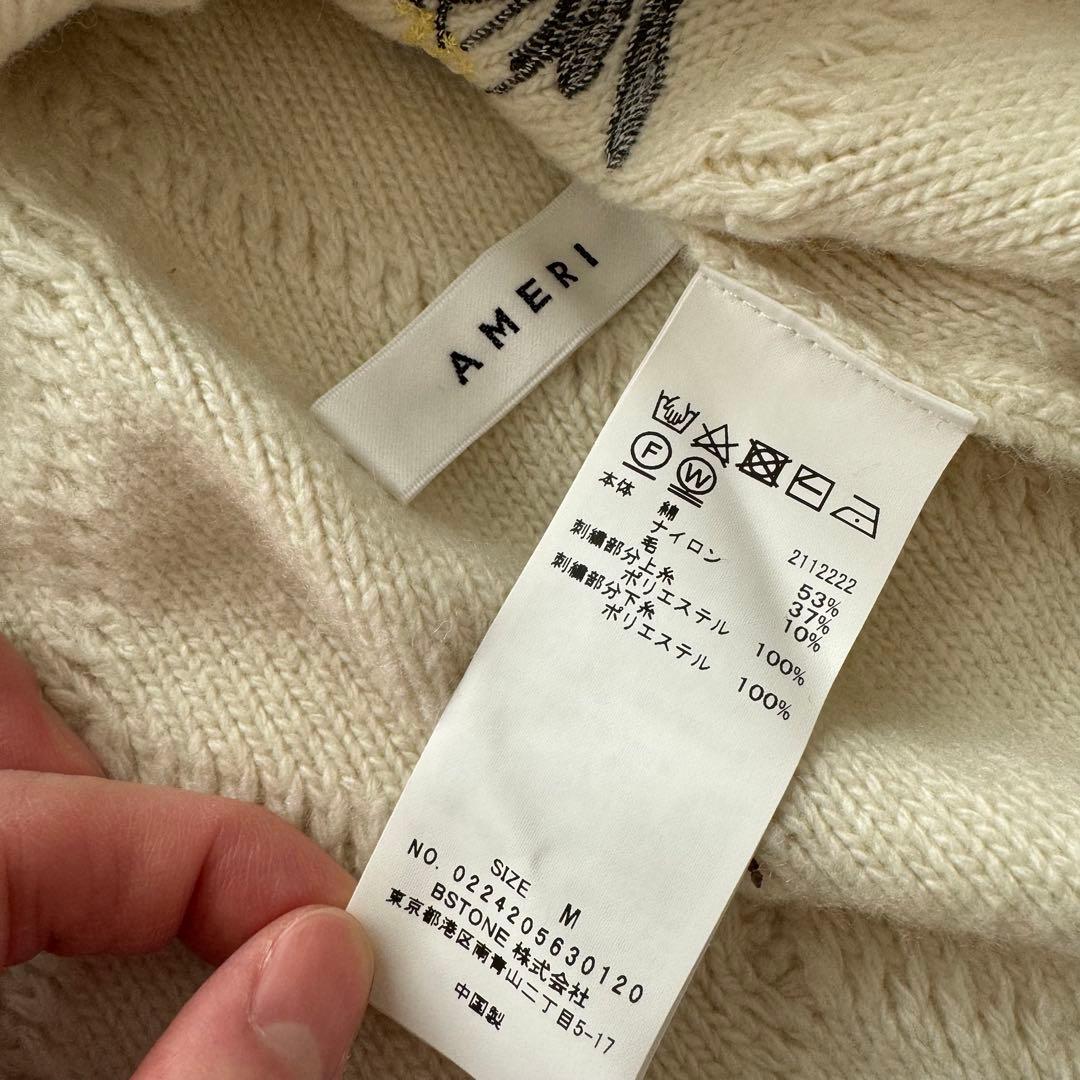 AMERI
F
W
2112222
本体
綿 53%
ナイロン 37%
毛 10%
刺繍部分上糸
ポリエステル 100%
刺繍部分下糸
ポリエステル 100%
SIZE M
NO. 0224205630120
BSTONE 株式会社
東京都港区南青山二丁目5-17
中国製